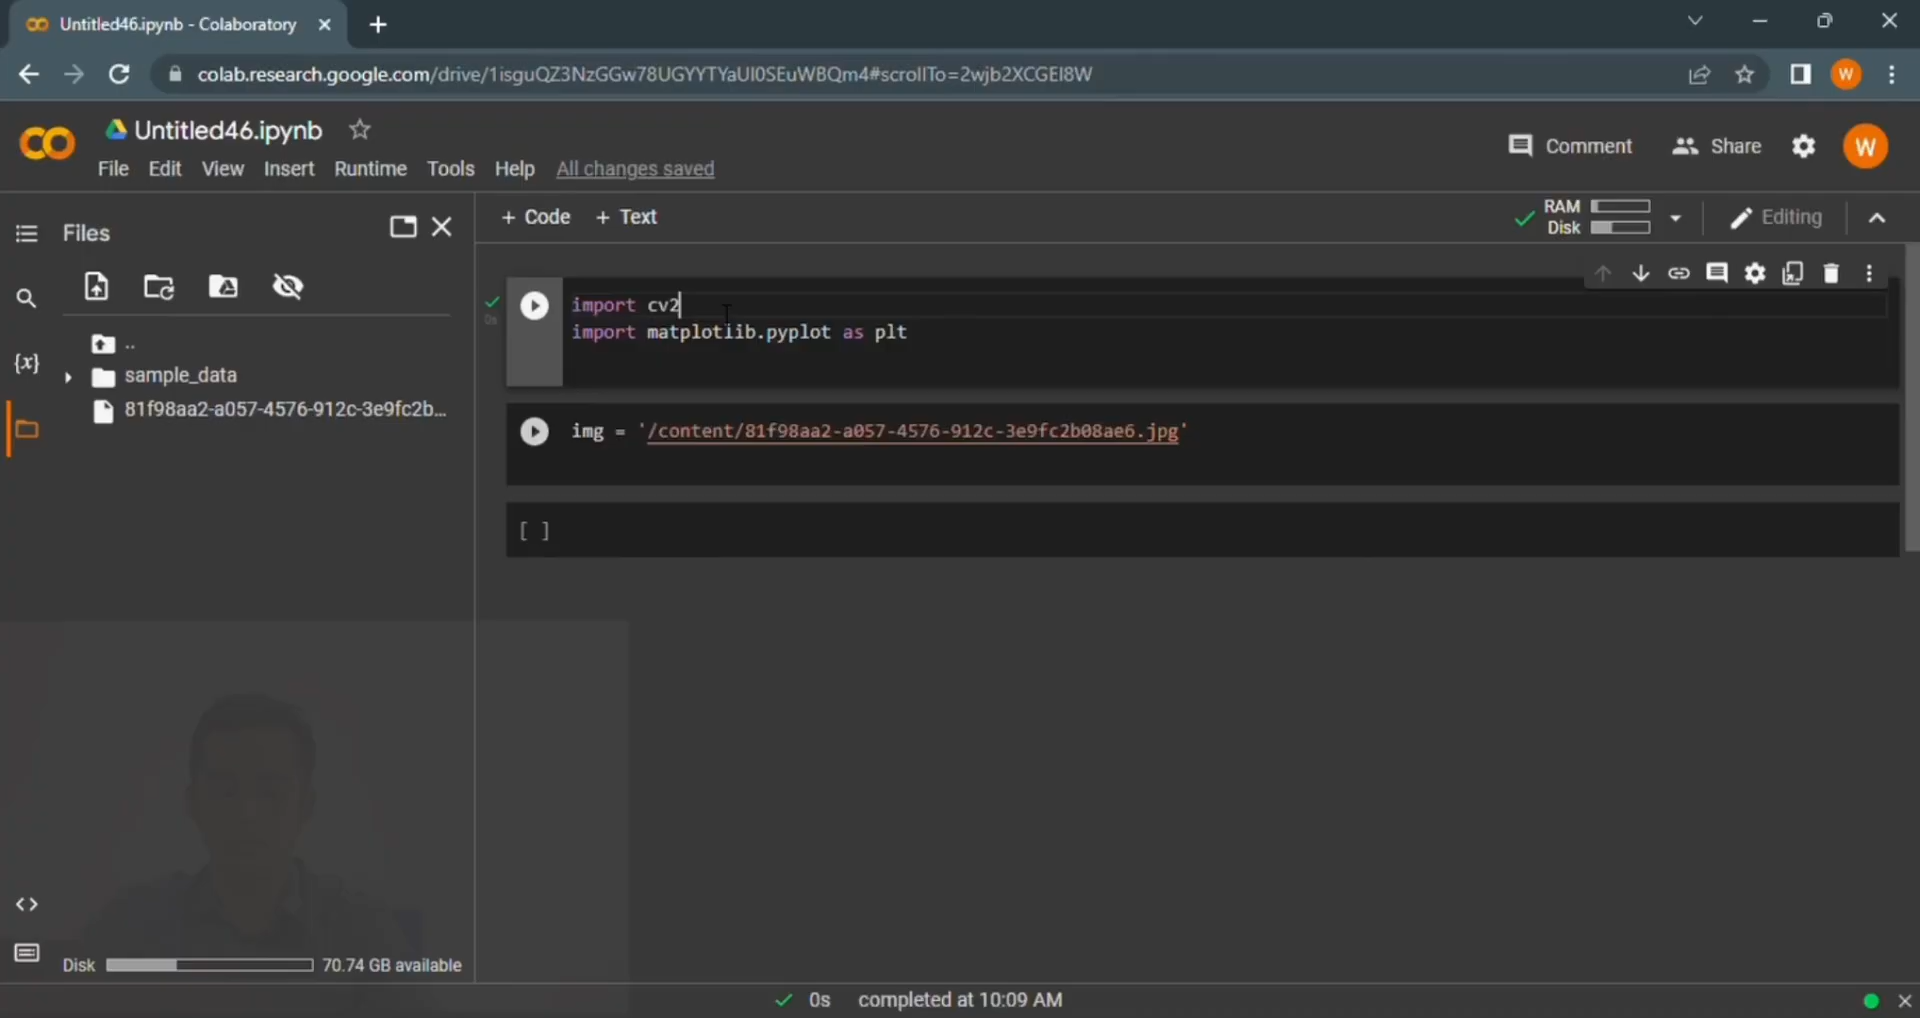 Untitled46.ipynb - Colaboratory
colab.research.google.com/drive/1isguQZ3NzGGw78UGYYTYaUI0SEuWBQm4#scrollTo=2wjb2XCGEI8W
W
Untitled46.ipynb
Comment
Share
W
File Edit View Insert Runtime Tools Help All changes saved
Files
+ Code + Text
RAM
Disk
Editing
..
sample_data
81f98aa2-a057-4576-912c-3e9fc2b...
{x}
0s
import cv2
import matplotlib.pyplot as plt
img = '/content/81f98aa2-a057-4576-912c-3e9fc2b08ae6.jpg'
[ ]
<>
Disk 70.74 GB available
0s completed at 10:09 AM